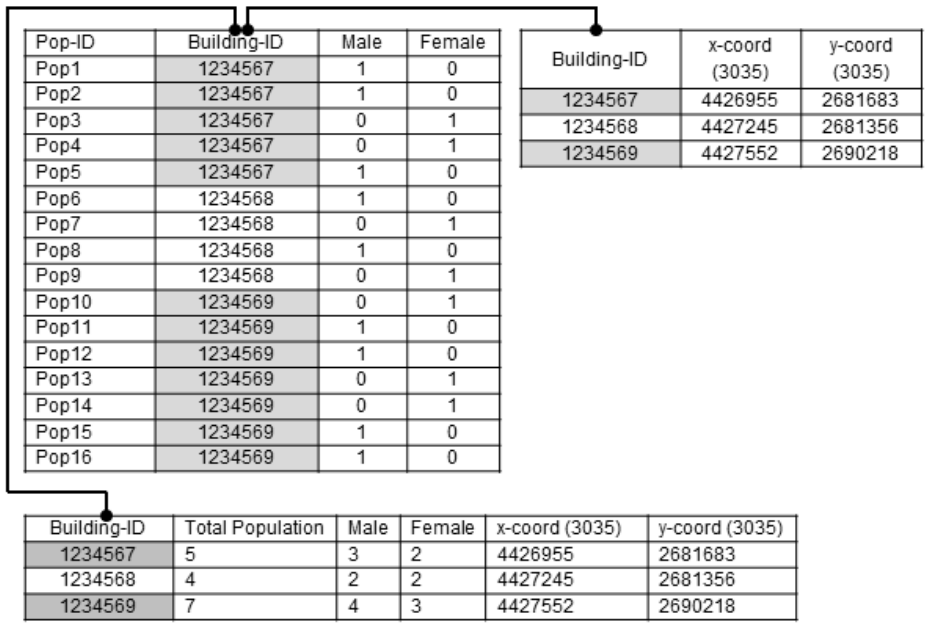 Pop-ID Building-ID Male Female
Pop1 1234567 1 0
Pop2 1234567 1 0
Pop3 1234567 0 1
Pop4 1234567 0 1
Pop5 1234567 1 0
Pop6 1234568 1 0
Pop7 1234568 0 1
Pop8 1234568 1 0
Pop9 1234568 0 1
Pop10 1234569 0 1
Pop11 1234569 1 0
Pop12 1234569 1 0
Pop13 1234569 0 1
Pop14 1234569 0 1
Pop15 1234569 1 0
Pop16 1234569 1 0
Building-ID x-coord (3035) y-coord (3035)
1234567 4426955 2681683
1234568 4427245 2681356
1234569 4427552 2690218
Building-ID Total Population Male Female x-coord (3035) y-coord (3035)
1234567 5 3 2 4426955 2681683
1234568 4 2 2 4427245 2681356
1234569 7 4 3 4427552 2690218